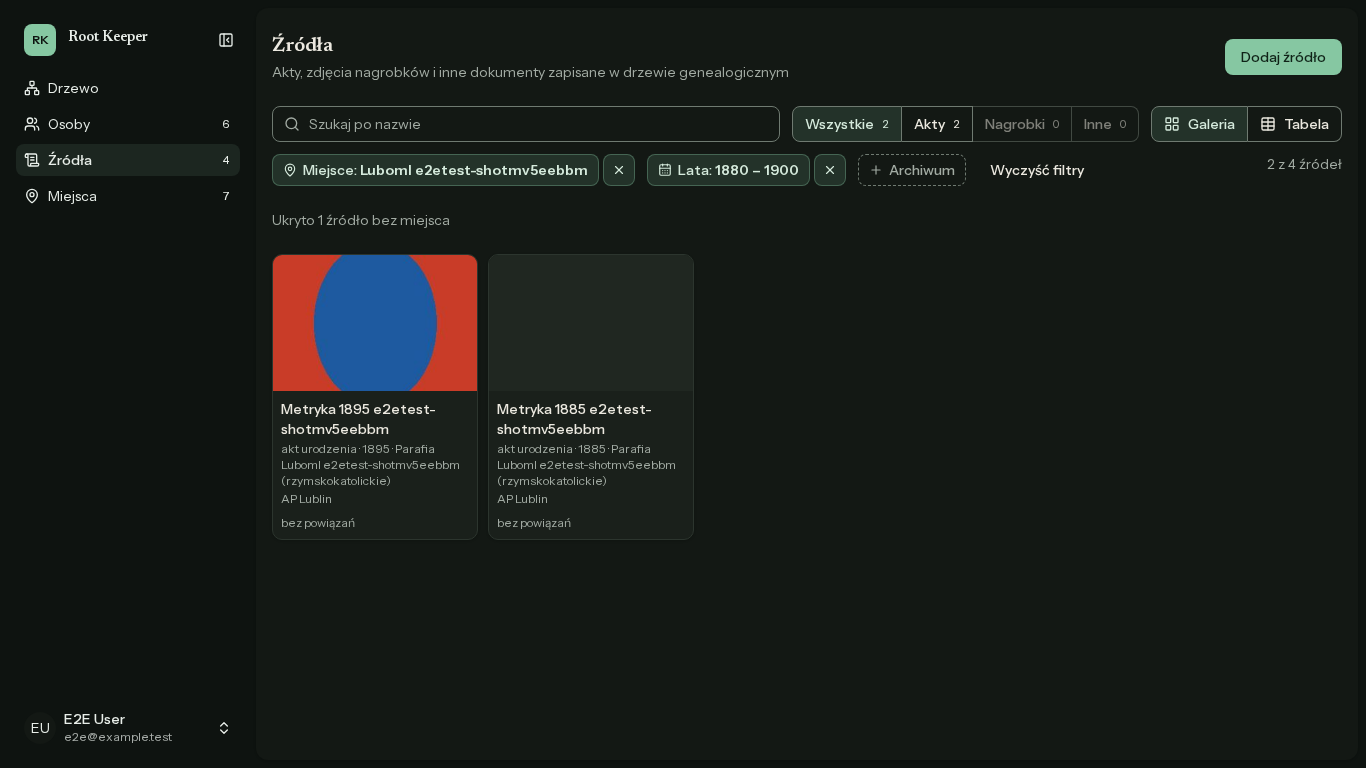 RK
Root Keeper
Drzewo
Osoby 6
Źródła 4
Miejsca 7
EU
E2E User
e2e@example.test
Źródła
Akty, zdjęcia nagrobków i inne dokumenty zapisane w drzewie genealogicznym
Dodaj źródło
Szukaj po nazwie
Wszystkie 2
Akty 2
Nagrobki 0
Inne 0
Galeria
Tabela
Miejsce: Luboml e2etest-shotmv5eebbm
Lata: 1880 – 1900
Archiwum
Wyczyść filtry
2 z 4 źródeł
Ukryto 1 źródło bez miejsca
Metryka 1895 e2etest-
shotmv5eebbm
akt urodzenia · 1895 · Parafia
Luboml e2etest-shotmv5eebbm
(rzymskokatolickie)
AP Lublin
bez powiązań
Metryka 1885 e2etest-
shotmv5eebbm
akt urodzenia · 1885 · Parafia
Luboml e2etest-shotmv5eebbm
(rzymskokatolickie)
AP Lublin
bez powiązań